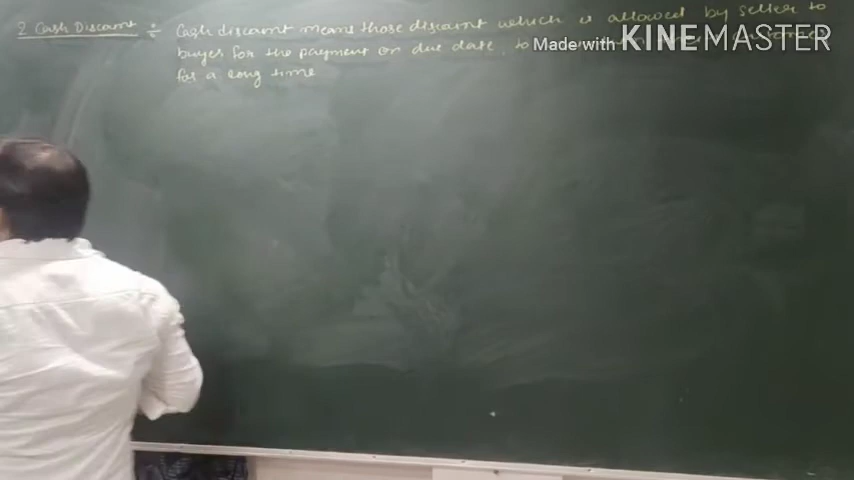 2 Cash Discount ÷ Cash discount means those discount which is allowed by seller to
buyer for the payment on due date, to
for a long time
Made with KINEMASTER